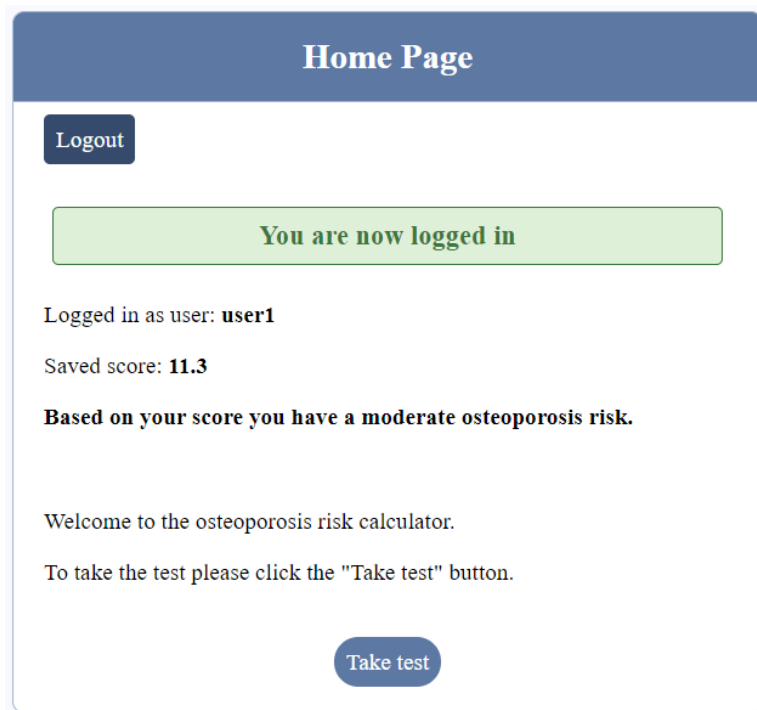 Home Page
Logout
You are now logged in
Logged in as user: user1
Saved score: 11.3
Based on your score you have a moderate osteoporosis risk.
Welcome to the osteoporosis risk calculator.
To take the test please click the "Take test" button.
Take test